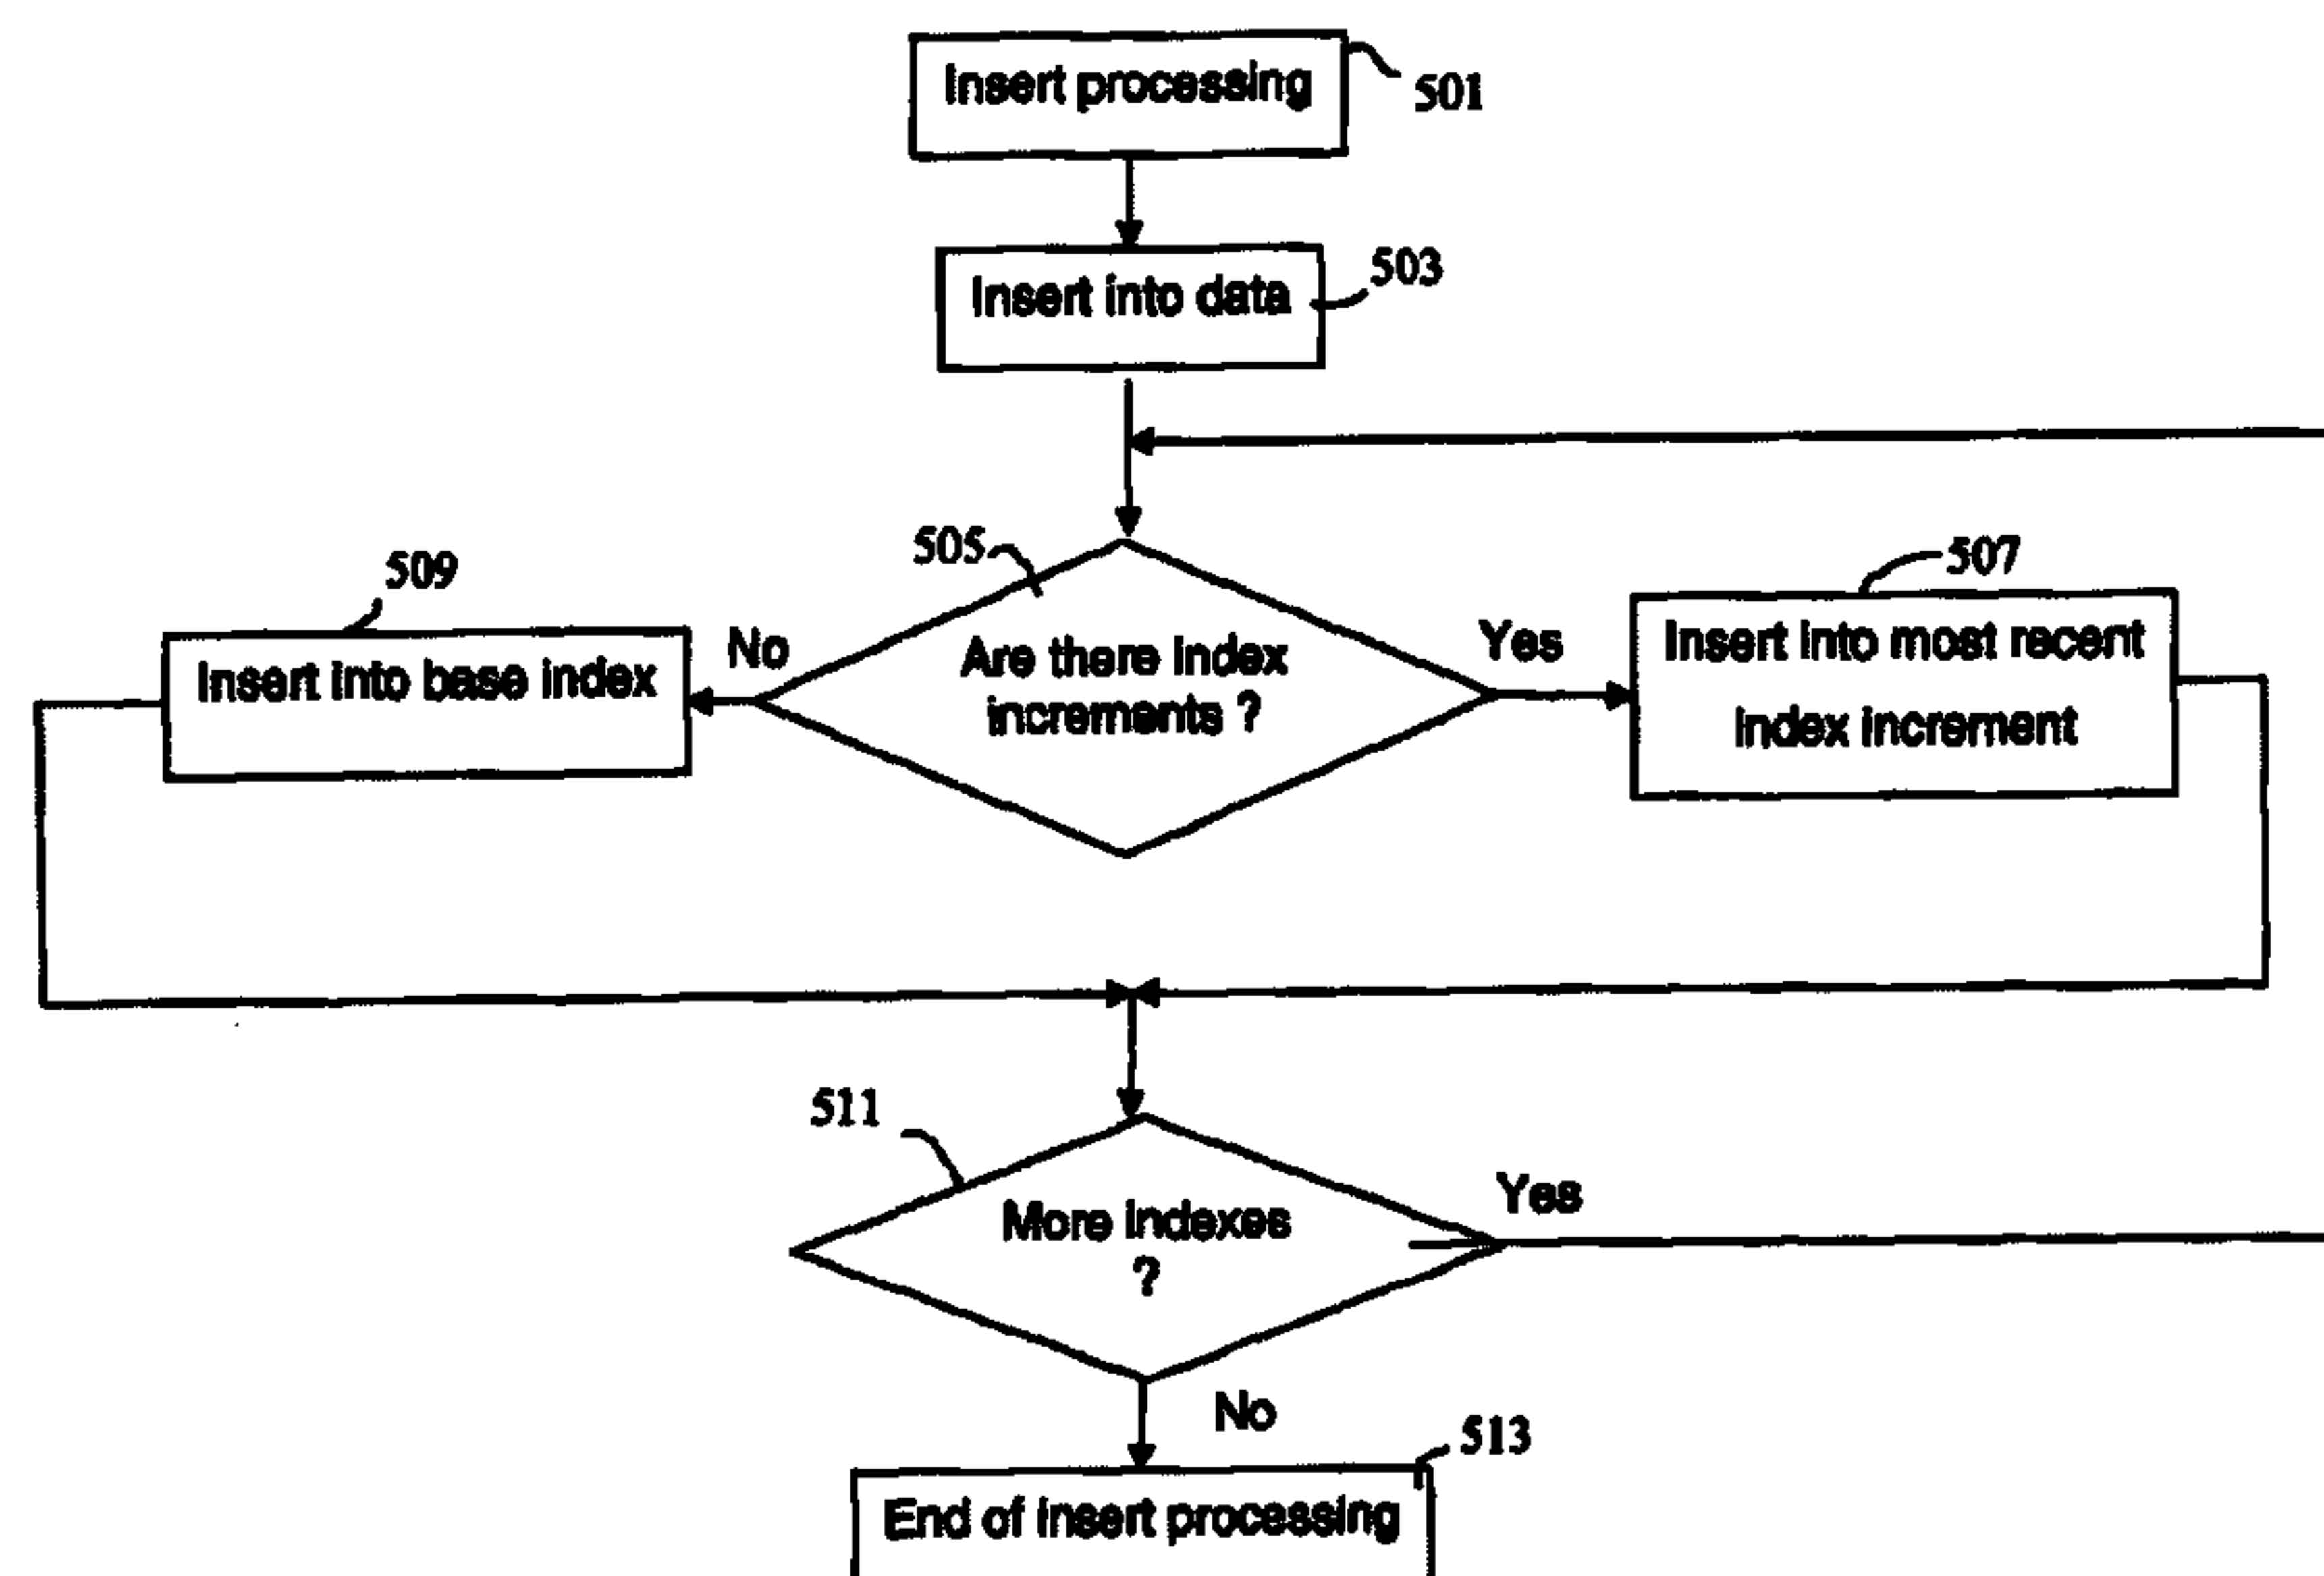 Insert processing
501
Insert into data
503
505
509
507
No
Yes
Insert into base index
Are there index
increments ?
Insert into most recent
index increment
511
More indexes
?
Yes
No
513
End of insert processing